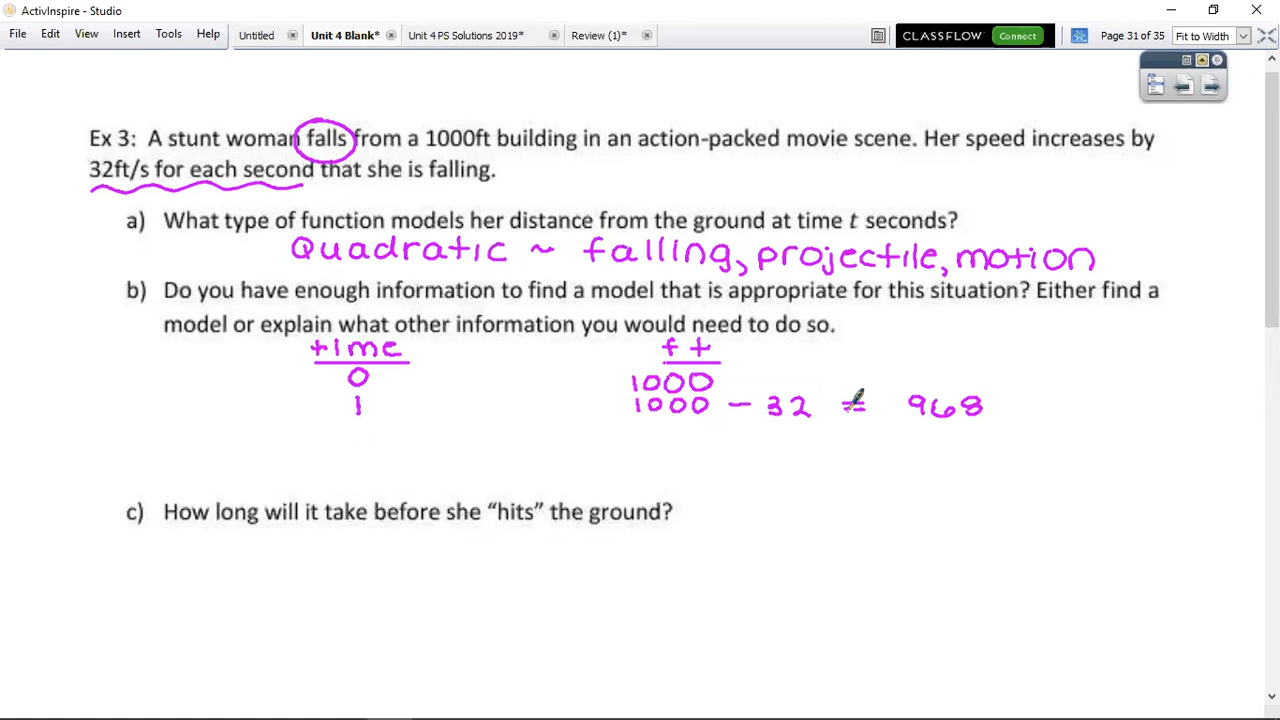 ActivInspire - Studio
File Edit View Insert Tools Help Untitled Unit 4 Blank* Unit 4 PS Solutions 2019* Review (1)* CLASSFLOW Connect Page 31 of 35 Fit to Width
Ex 3: A stunt woman falls from a 1000ft building in an action-packed movie scene. Her speed increases by
32ft/s for each second that she is falling.
a) What type of function models her distance from the ground at time t seconds?
Quadratic ~ falling, projectile, motion
b) Do you have enough information to find a model that is appropriate for this situation? Either find a
model or explain what other information you would need to do so.
time ft
0 1000
1 1000 - 32 = 968
c) How long will it take before she “hits” the ground?